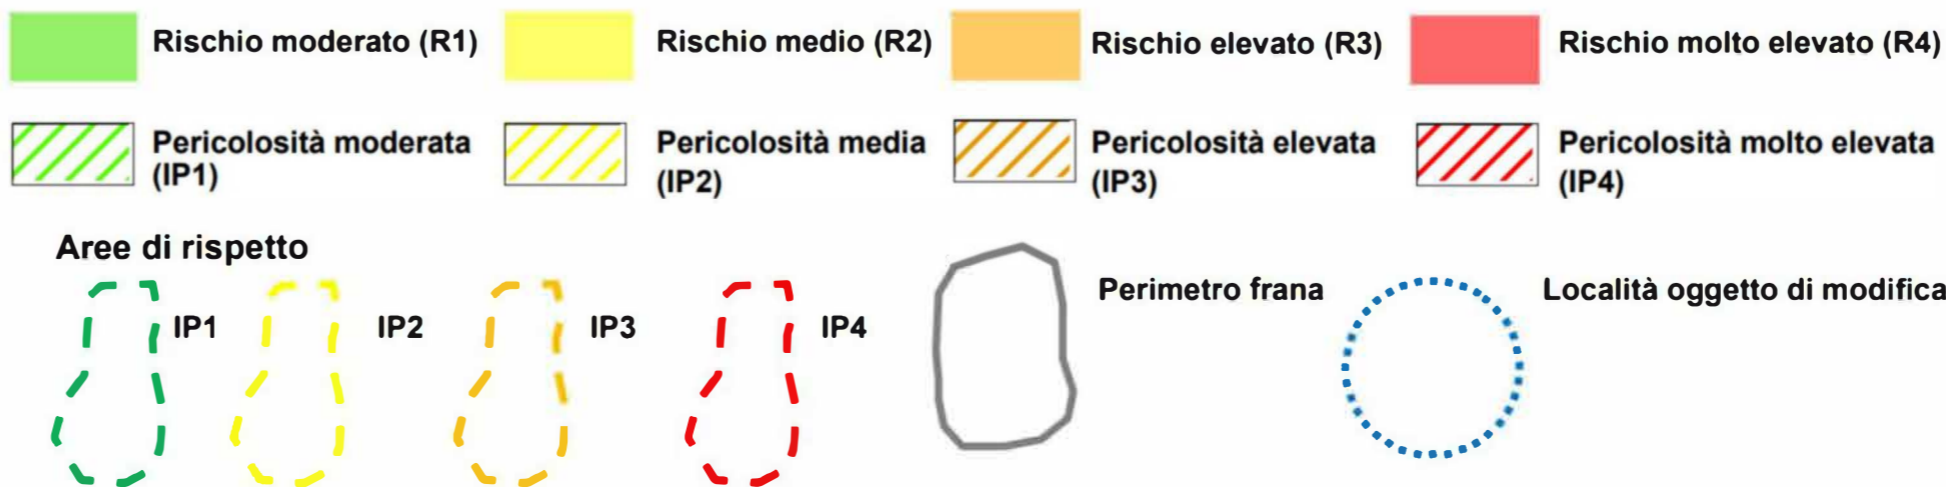 Rischio moderato (R1)
Rischio medio (R2)
Rischio elevato (R3)
Rischio molto elevato (R4)
Pericolosità moderata
(IP1)
Pericolosità media
(IP2)
Pericolosità elevata
(IP3)
Pericolosità molto elevata
(IP4)
Aree di rispetto
IP1
IP2
IP3
IP4
Perimetro frana
Località oggetto di modifica